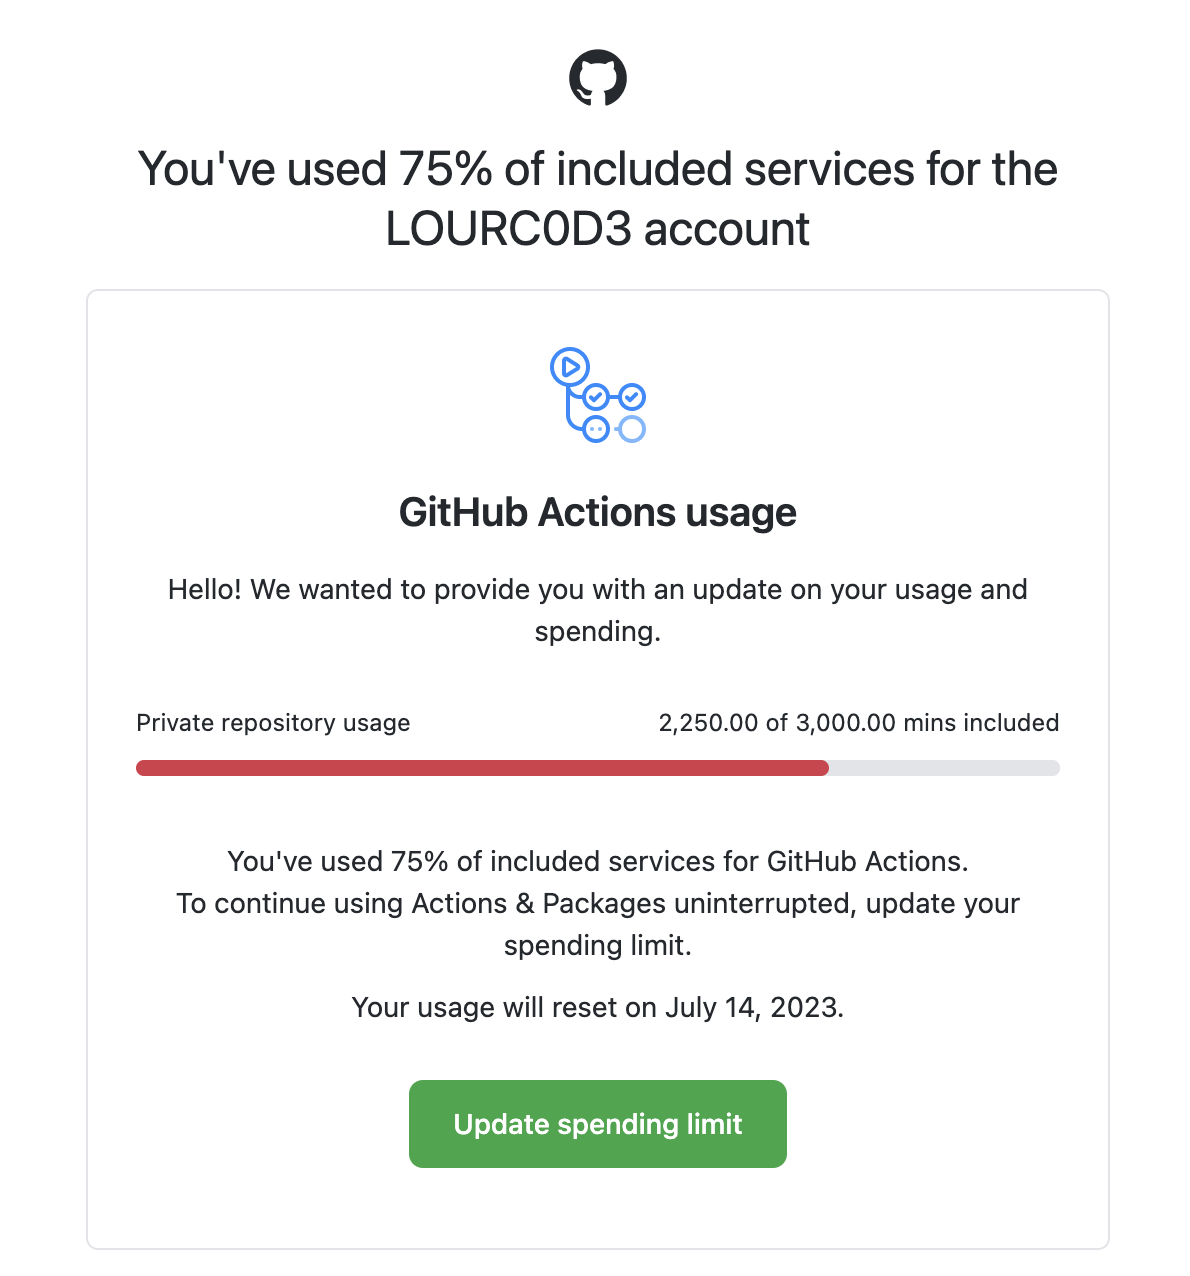 You've used 75% of included services for the
LOURC0D3 account
GitHub Actions usage
Hello! We wanted to provide you with an update on your usage and
spending.
Private repository usage 2,250.00 of 3,000.00 mins included
You've used 75% of included services for GitHub Actions.
To continue using Actions & Packages uninterrupted, update your
spending limit.
Your usage will reset on July 14, 2023.
Update spending limit